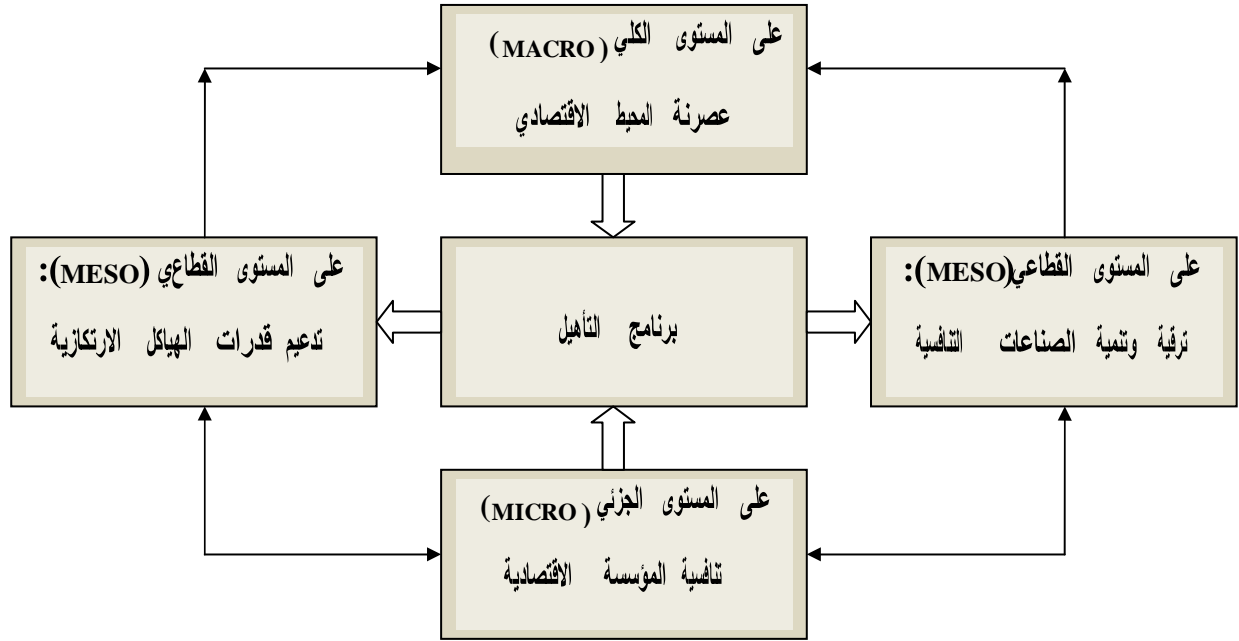 على المستوى الكلي (MACRO)
عصرنة المحيط الاقتصادي
على المستوى القطاعي (MESO):
ترقية وتنمية الصناعات التنافسية
برنامج التأهيل
على المستوى القطاعي (MESO):
تدعيم قدرات الهياكل الارتكازية
على المستوى الجزئي (MICRO)
تنافسية المؤسسة الاقتصادية